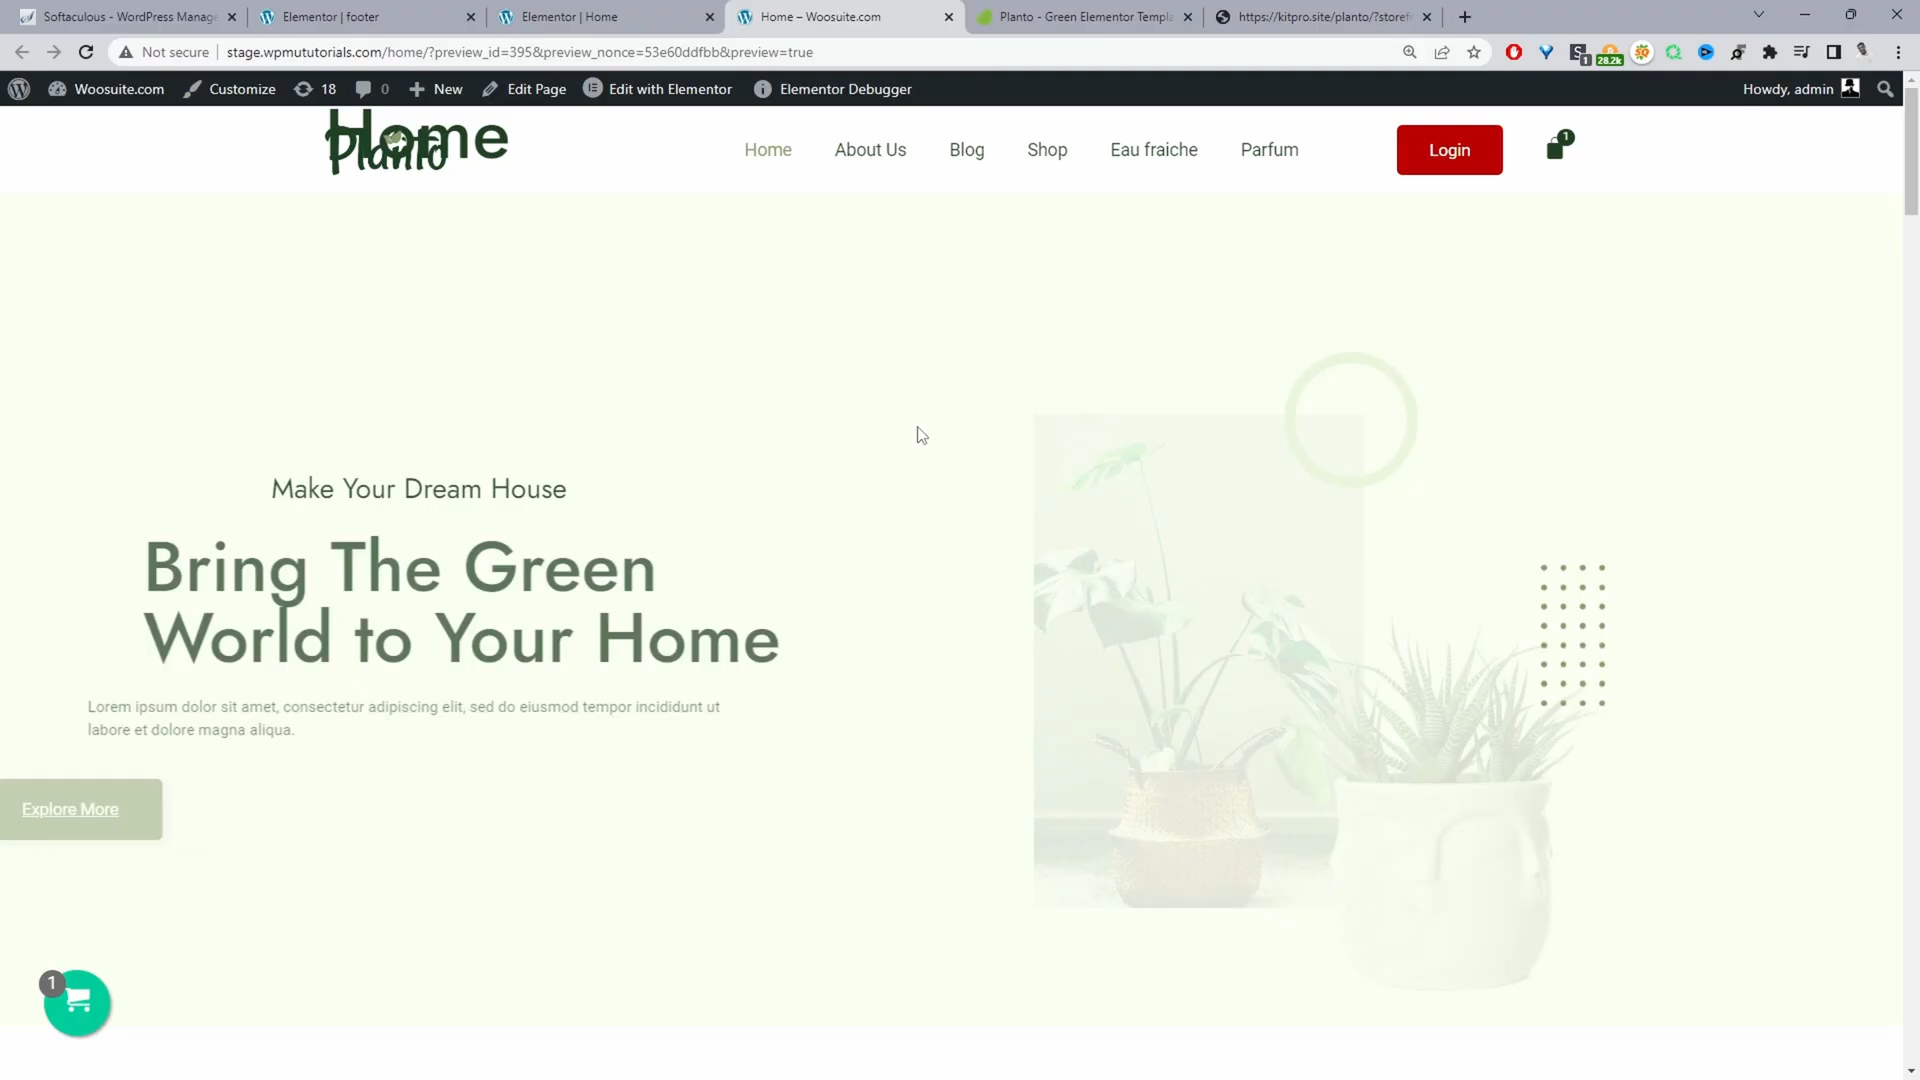 Softaculous - WordPress Manage
Elementor | footer
Elementor | Home
Home – Woosuite.com
Planto - Green Elementor Templa
https://kitpro.site/planto/?storef
Not secure
stage.wpmututorials.com/home/?preview_id=395&preview_nonce=53e60ddfbb&preview=true
1
28.2k
Woosuite.com
Customize
18
0
New
Edit Page
Edit with Elementor
Elementor Debugger
Howdy, admin
Home
Planto
Home
About Us
Blog
Shop
Eau fraiche
Parfum
Login
1
Make Your Dream House
Bring The Green
World to Your Home
Lorem ipsum dolor sit amet, consectetur adipiscing elit, sed do eiusmod tempor incididunt ut
labore et dolore magna aliqua.
Explore More
1